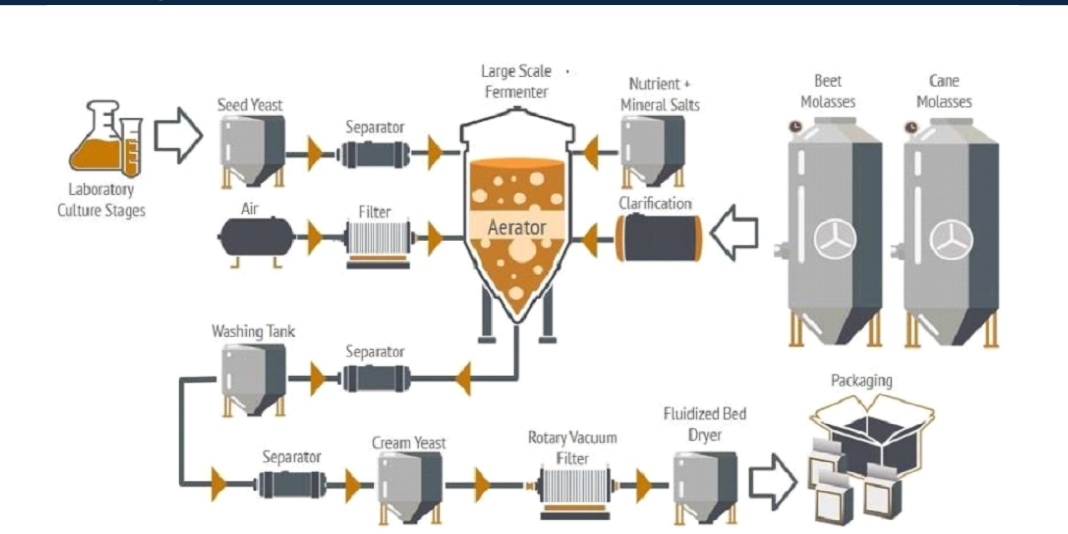 Large Scale
Fermenter
Nutrient +
Mineral Salts
Beet
Molasses
Cane
Molasses
Seed Yeast
Separator
Laboratory
Culture Stages
Air
Filter
Aerator
Clarification
Washing Tank
Separator
Packaging
Separator
Cream Yeast
Rotary Vacuum
Filter
Fluidized Bed
Dryer